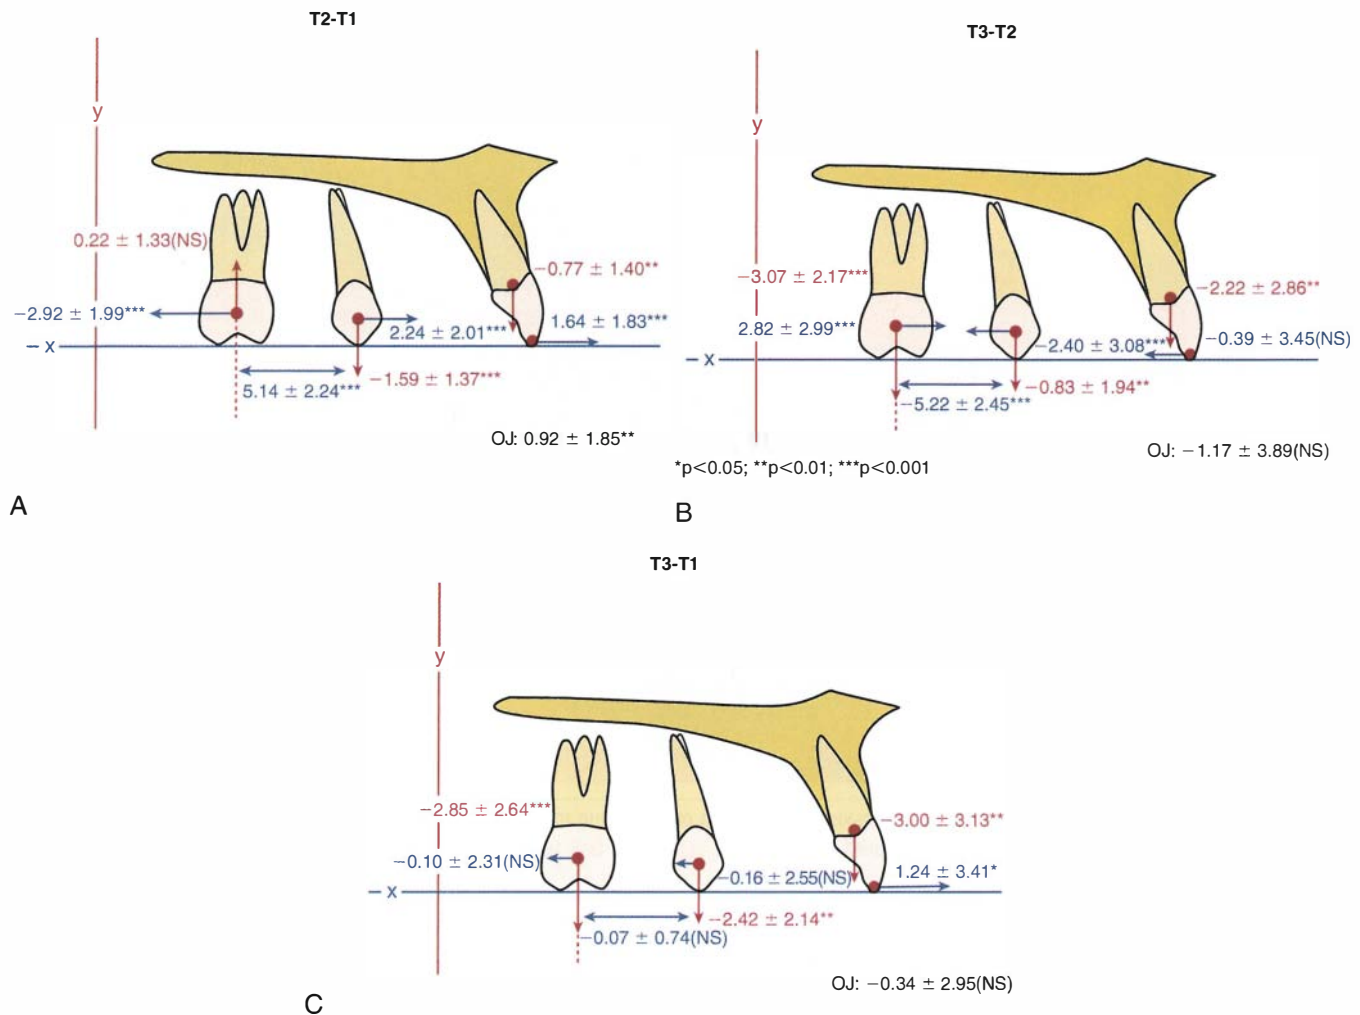 T2-T1
y
0.22 ± 1.33(NS)
−0.77 ± 1.40**
−2.92 ± 1.99***
2.24 ± 2.01***
1.64 ± 1.83***
− x
5.14 ± 2.24***
−1.59 ± 1.37***
OJ: 0.92 ± 1.85**
A
T3-T2
y
−3.07 ± 2.17***
−2.22 ± 2.86**
2.82 ± 2.99***
−2.40 ± 3.08***
−0.39 ± 3.45(NS)
− x
−0.83 ± 1.94**
−5.22 ± 2.45***
OJ: −1.17 ± 3.89(NS)
*p<0.05; **p<0.01; ***p<0.001
B
T3-T1
y
−2.85 ± 2.64***
−3.00 ± 3.13**
−0.10 ± 2.31(NS)
−0.16 ± 2.55(NS)
1.24 ± 3.41*
− x
−2.42 ± 2.14**
−0.07 ± 0.74(NS)
OJ: −0.34 ± 2.95(NS)
C